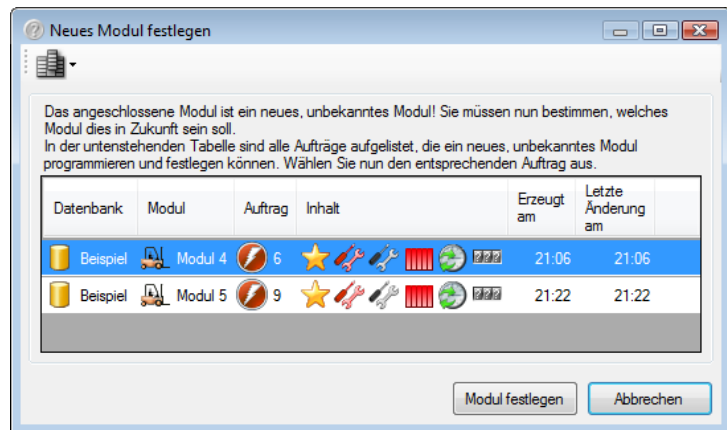 Neues Modul festlegen
Das angeschlossene Modul ist ein neues, unbekanntes Modul! Sie müssen nun bestimmen, welches
Modul dies in Zukunft sein soll.
In der untenstehenden Tabelle sind alle Aufträge aufgelistet, die ein neues, unbekanntes Modul
programmieren und festlegen können. Wählen Sie nun den entsprechenden Auftrag aus.
Datenbank Modul Auftrag Inhalt Erzeugt am Letzte Änderung am
Beispiel Modul 4 6 ??? 21:06 21:06
Beispiel Modul 5 9 ??? 21:22 21:22
Modul festlegen Abbrechen